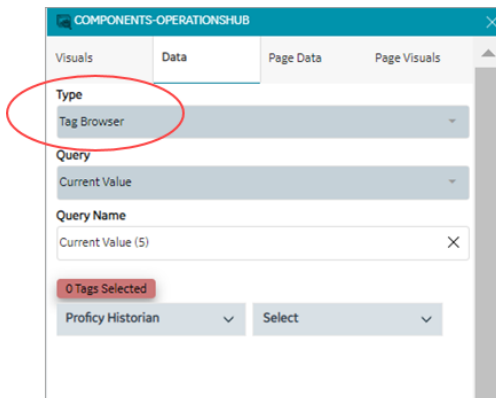 COMPONENTS-OPERATIONSHUB
Visuals Data Page Data Page Visuals
Type
Tag Browser
Query
Current Value
Query Name
Current Value (5)
0 Tags Selected
Proficy Historian Select